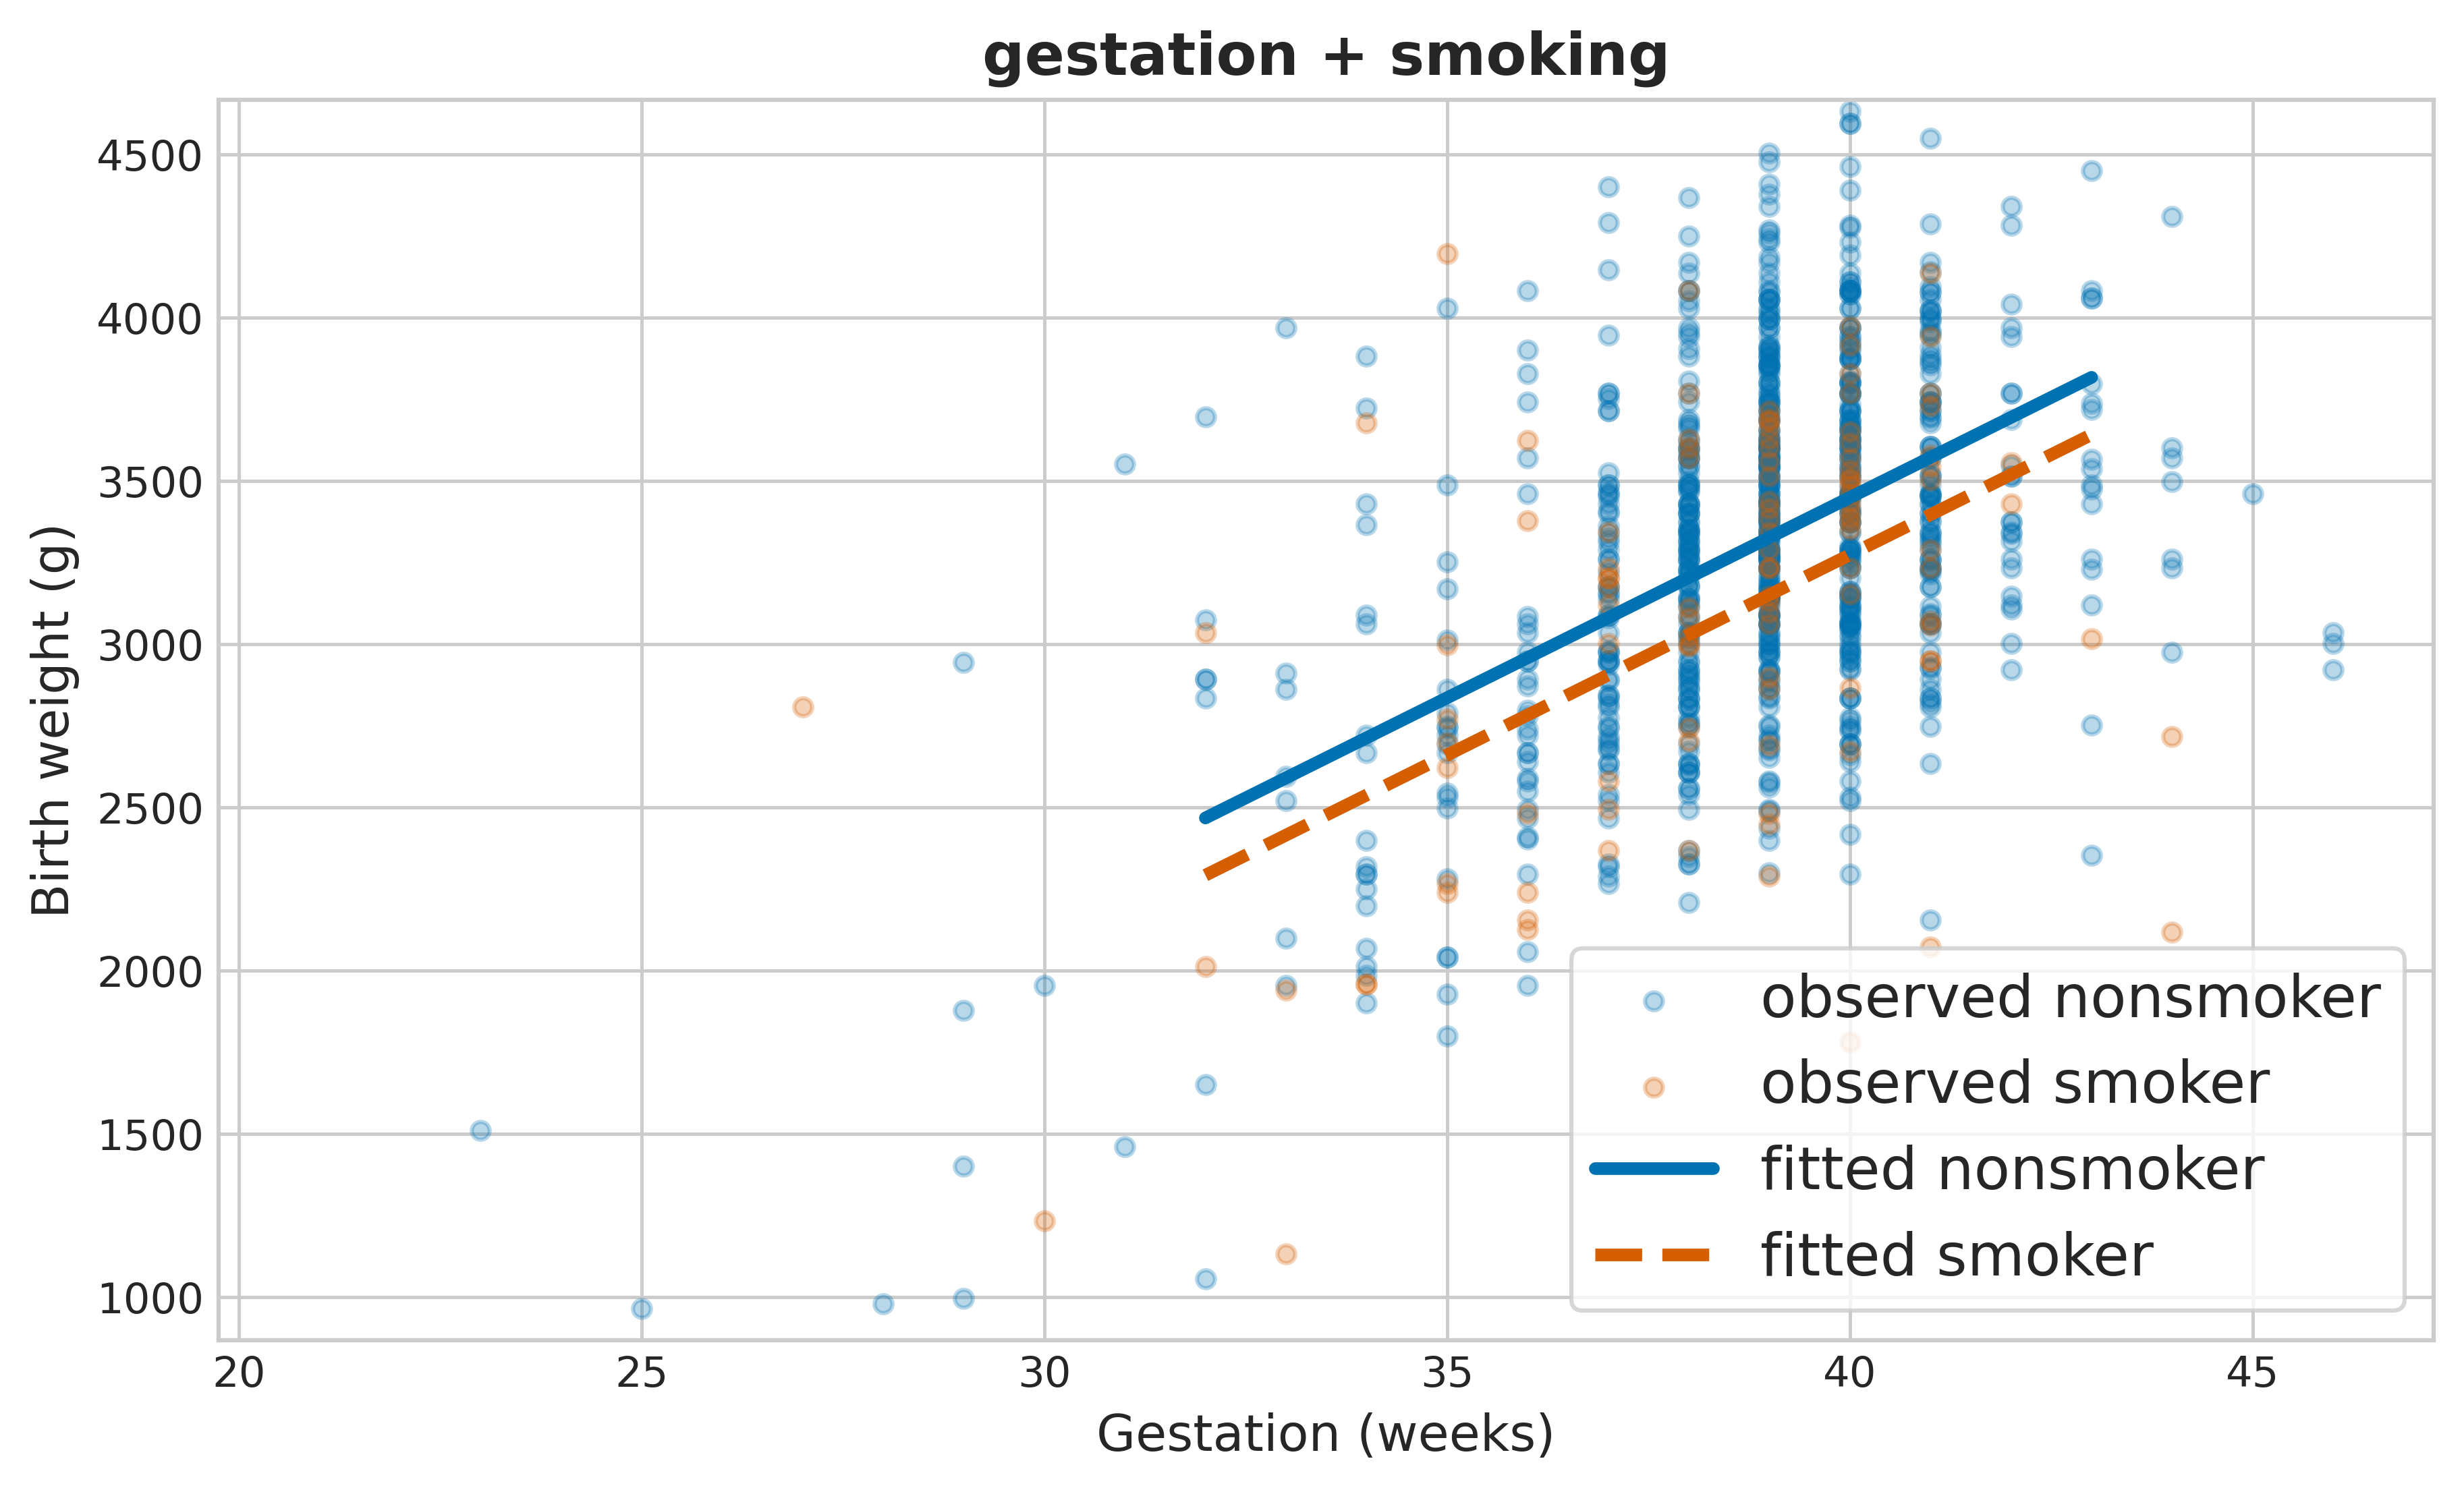 gestation + smoking
4500
4000
3500
3000
2500
2000
1500
1000
Birth weight (g)
observed nonsmoker
observed smoker
fitted nonsmoker
fitted smoker
20 25 30 35 40 45
Gestation (weeks)